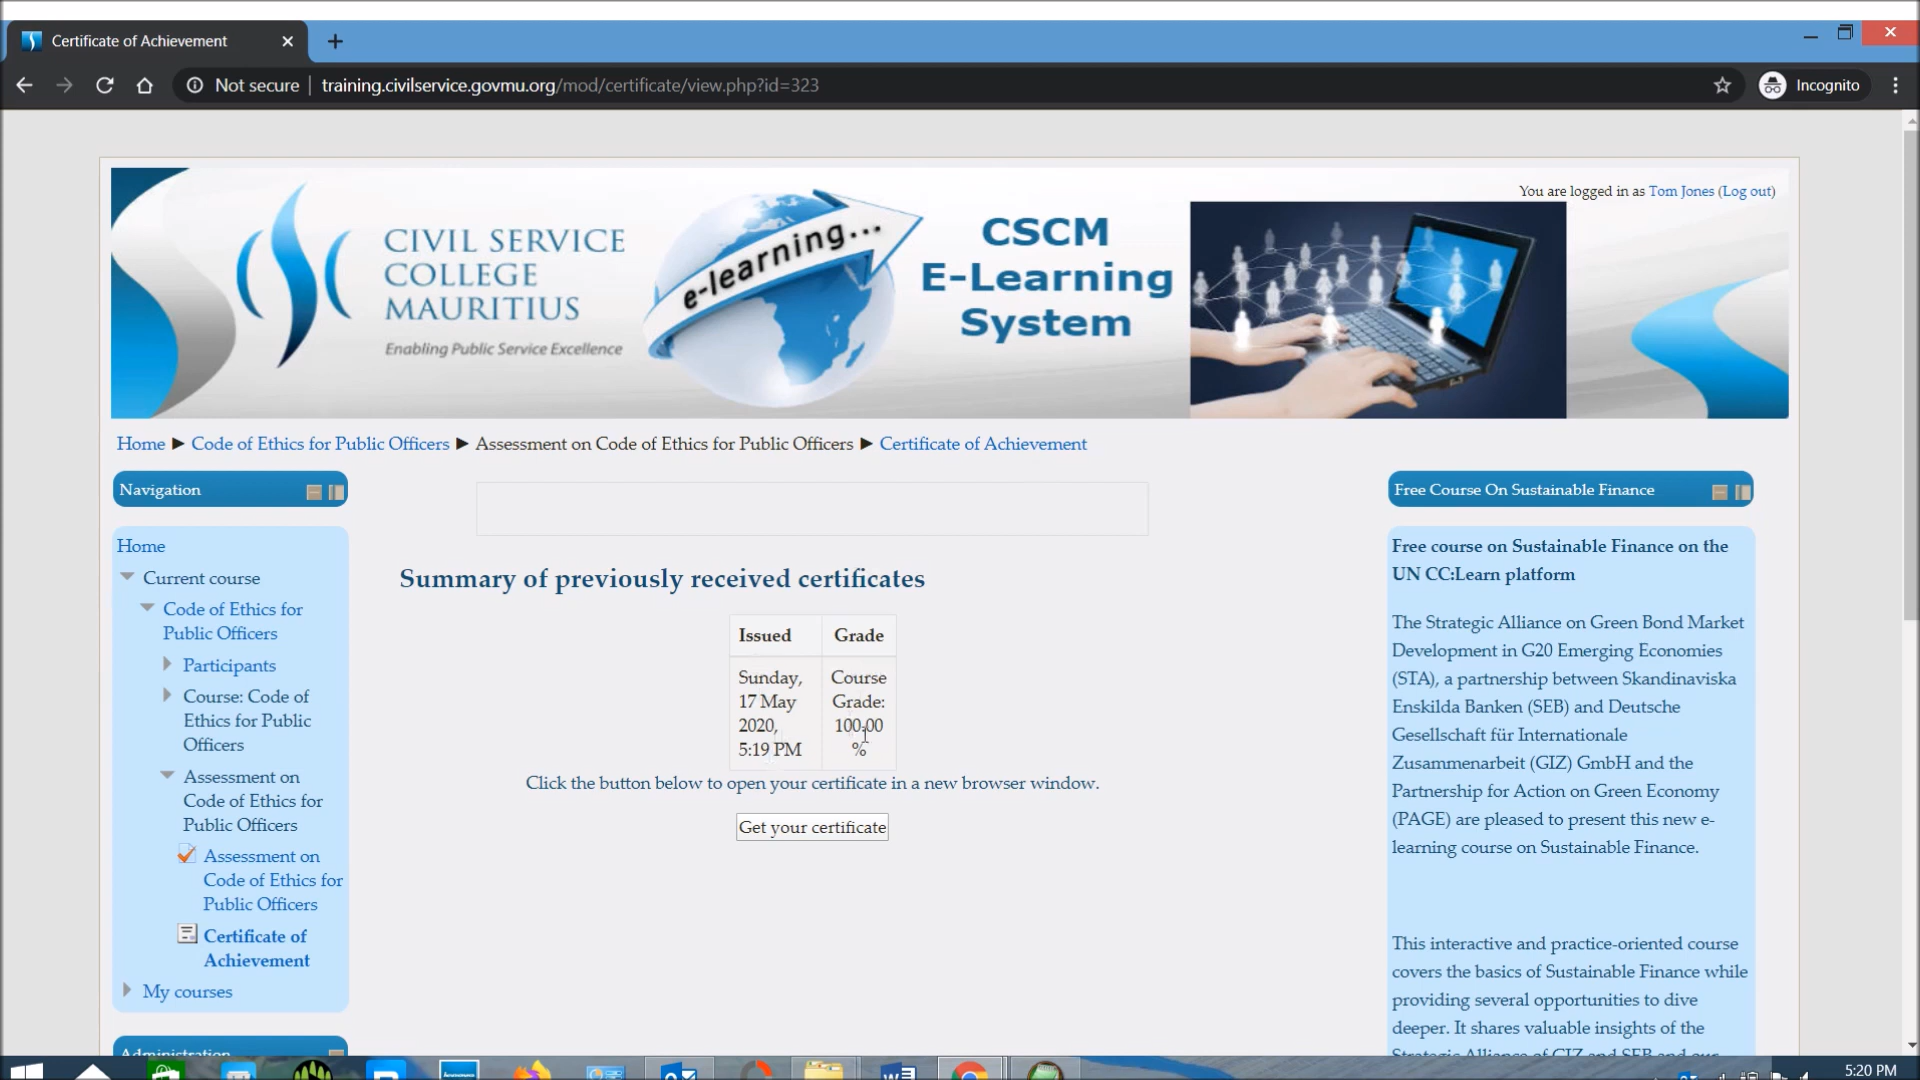 Certificate of Achievement
Not secure training.civilservice.govmu.org/mod/certificate/view.php?id=323
Incognito
You are logged in as Tom Jones (Log out)
CIVIL SERVICE
COLLEGE
MAURITIUS
Enabling Public Service Excellence
e-learning...
CSCM
E-Learning
System
Home ► Code of Ethics for Public Officers ► Assessment on Code of Ethics for Public Officers ► Certificate of Achievement
Navigation
Home
Current course
Code of Ethics for
Public Officers
Participants
Course: Code of
Ethics for Public
Officers
Assessment on
Code of Ethics for
Public Officers
Assessment on
Code of Ethics for
Public Officers
Certificate of
Achievement
My courses
Administration
Summary of previously received certificates
Issued Grade
Sunday, Course
17 May Grade:
2020, 100.00
5:19 PM %
Click the button below to open your certificate in a new browser window.
Get your certificate
Free Course On Sustainable Finance
Free course on Sustainable Finance on the
UN CC:Learn platform
The Strategic Alliance on Green Bond Market
Development in G20 Emerging Economies
(STA), a partnership between Skandinaviska
Enskilda Banken (SEB) and Deutsche
Gesellschaft für Internationale
Zusammenarbeit (GIZ) GmbH and the
Partnership for Action on Green Economy
(PAGE) are pleased to present this new e-
learning course on Sustainable Finance.
This interactive and practice-oriented course
covers the basics of Sustainable Finance while
providing several opportunities to dive
deeper. It shares valuable insights of the
Strategic Alliance of GIZ and SEB and our
5:20 PM